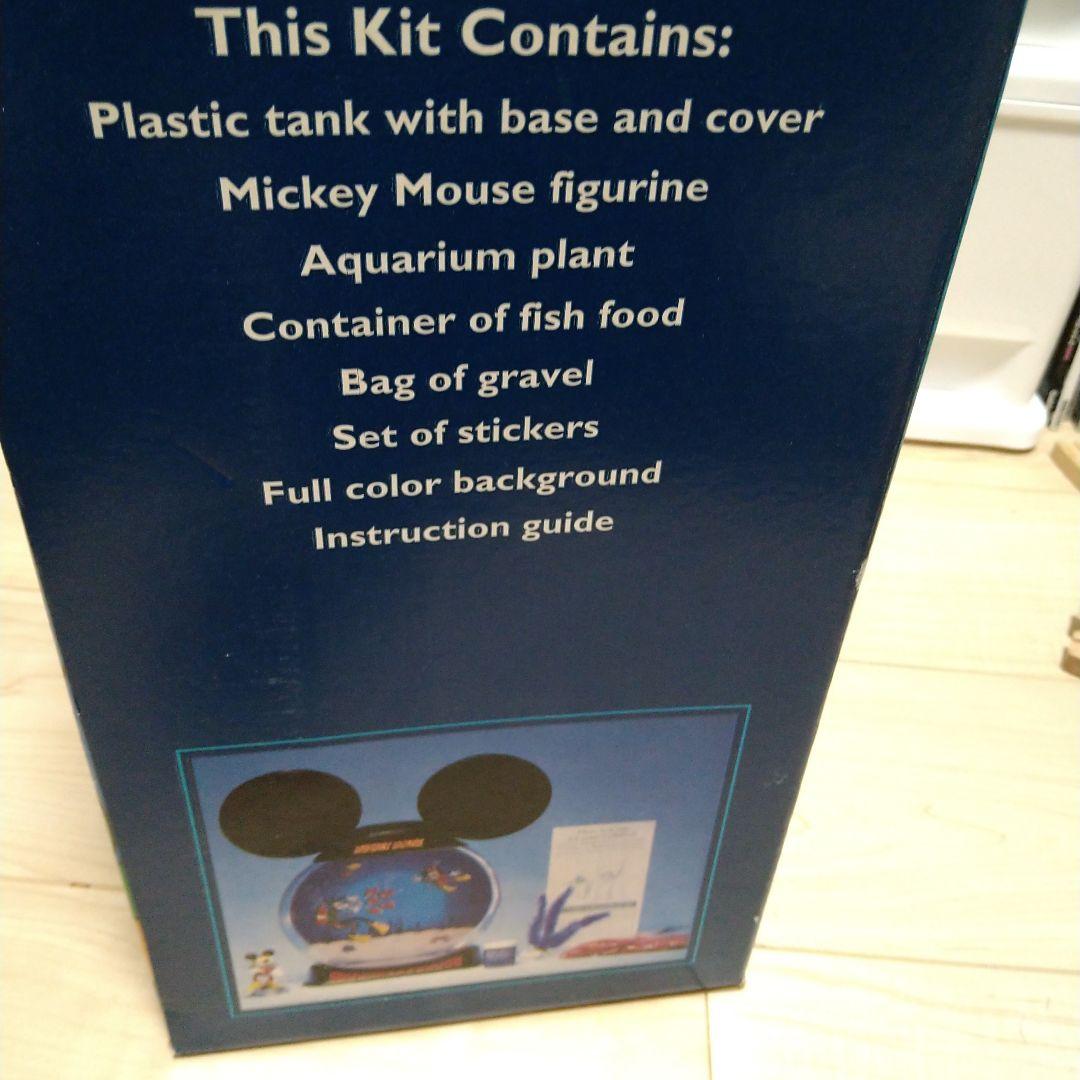 This Kit Contains:
Plastic tank with base and cover
Mickey Mouse figurine
Aquarium plant
Container of fish food
Bag of gravel
Set of stickers
Full color background
Instruction guide